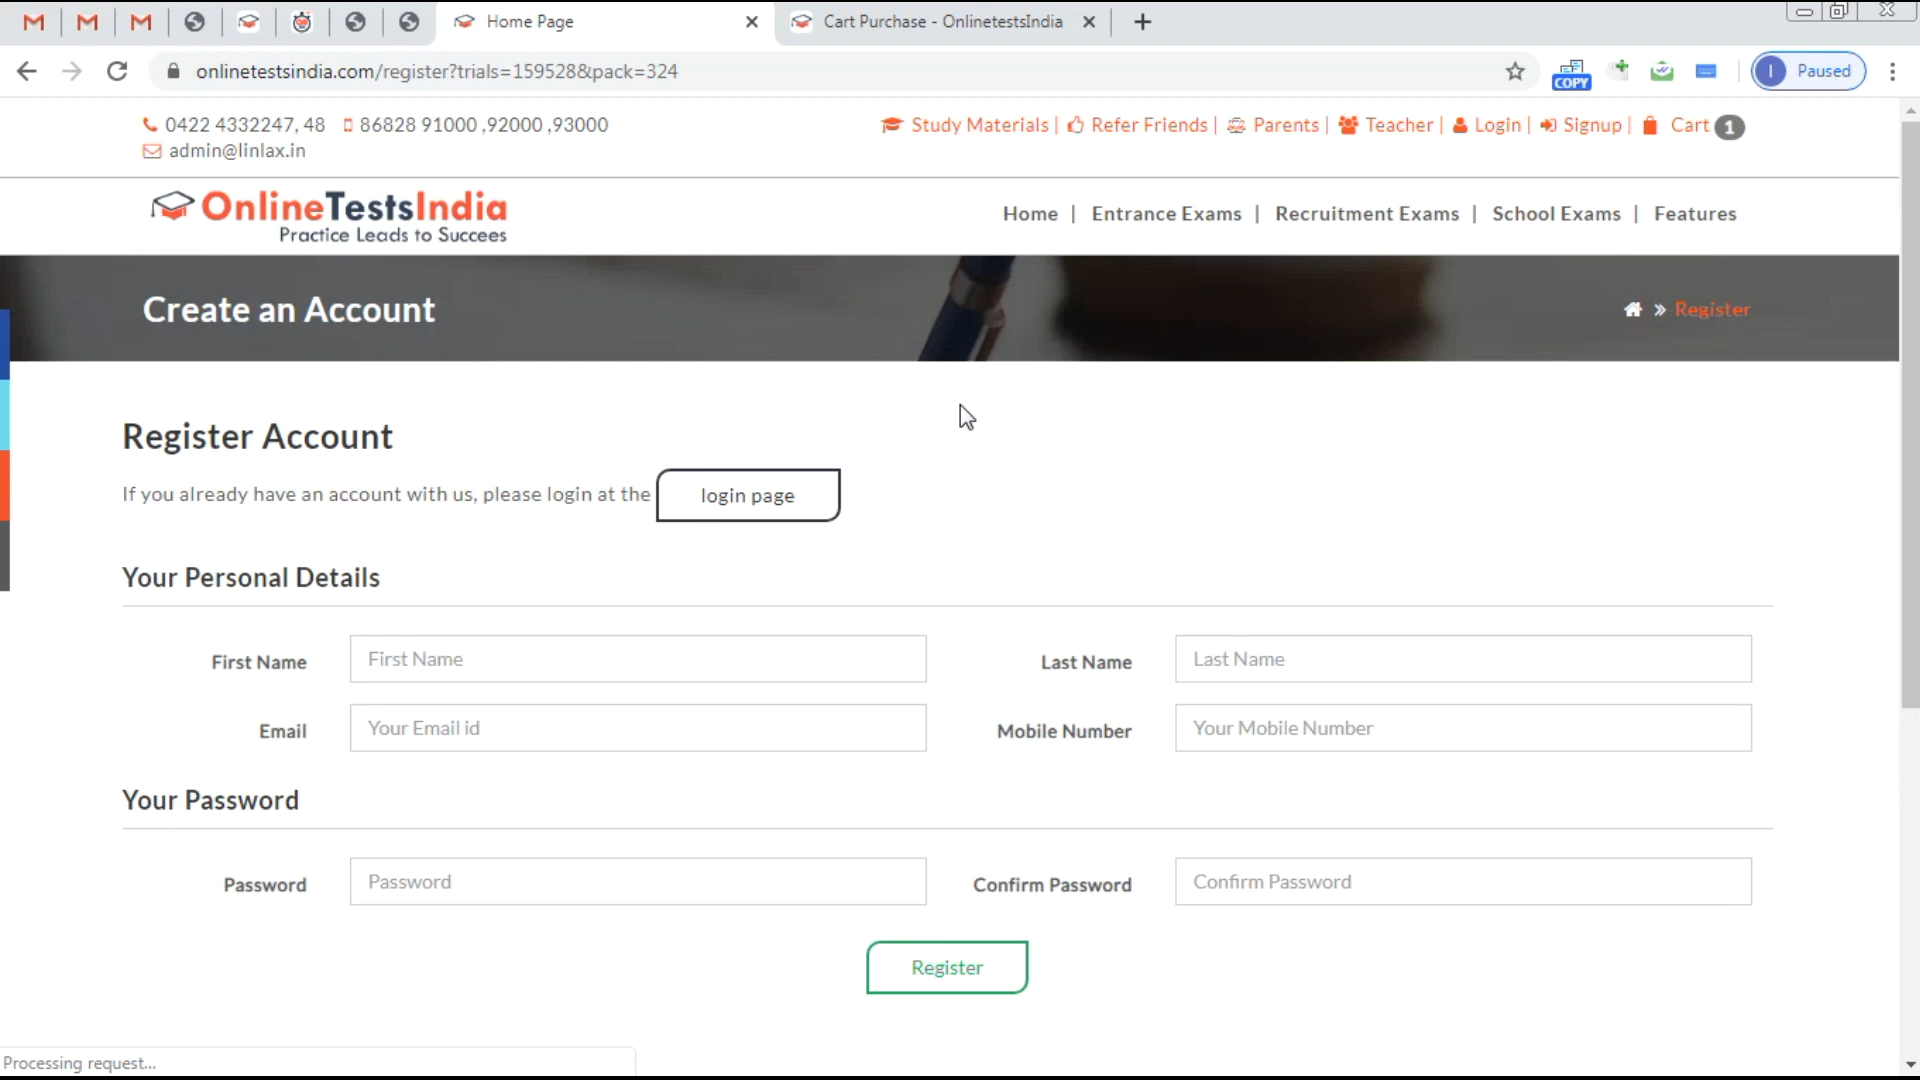 Home Page
Cart Purchase - OnlinetestsIndia
onlinetestsindia.com/register?trials=159528&pack=324
COPY
I Paused
0422 4332247, 48 86828 91000 ,92000 ,93000
Study Materials | Refer Friends | Parents | Teacher | Login | Signup | Cart 1
admin@linlax.in
OnlineTestsIndia
Practice Leads to Succees
Home | Entrance Exams | Recruitment Exams | School Exams | Features
Create an Account
» Register
Register Account
If you already have an account with us, please login at the login page
Your Personal Details
First Name First Name Last Name Last Name
Email Your Email id Mobile Number Your Mobile Number
Your Password
Password Password Confirm Password Confirm Password
Register
Processing request...